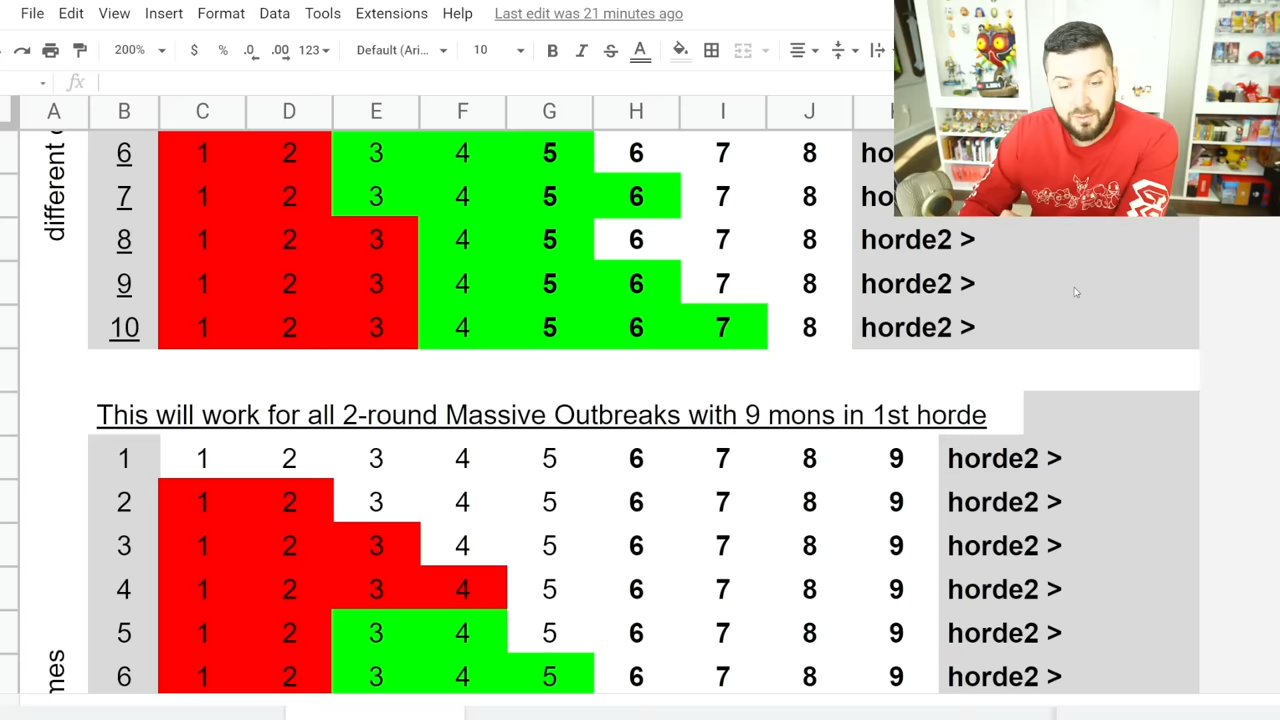 File Edit View Insert Format Data Tools Extensions Help Last edit was 21 minutes ago
200% $ % .0 .00 123 Default (Ari... 10 B I S A
fx
A B C D E F G H I J
different
6 1 2 3 4 5 6 7 8 ho
7 1 2 3 4 5 6 7 8 ho
8 1 2 3 4 5 6 7 8 horde2 >
9 1 2 3 4 5 6 7 8 horde2 >
10 1 2 3 4 5 6 7 8 horde2 >
This will work for all 2-round Massive Outbreaks with 9 mons in 1st horde
1 1 2 3 4 5 6 7 8 9 horde2 >
2 1 2 3 4 5 6 7 8 9 horde2 >
3 1 2 3 4 5 6 7 8 9 horde2 >
4 1 2 3 4 5 6 7 8 9 horde2 >
5 1 2 3 4 5 6 7 8 9 horde2 >
6 1 2 3 4 5 6 7 8 9 horde2 >
mes